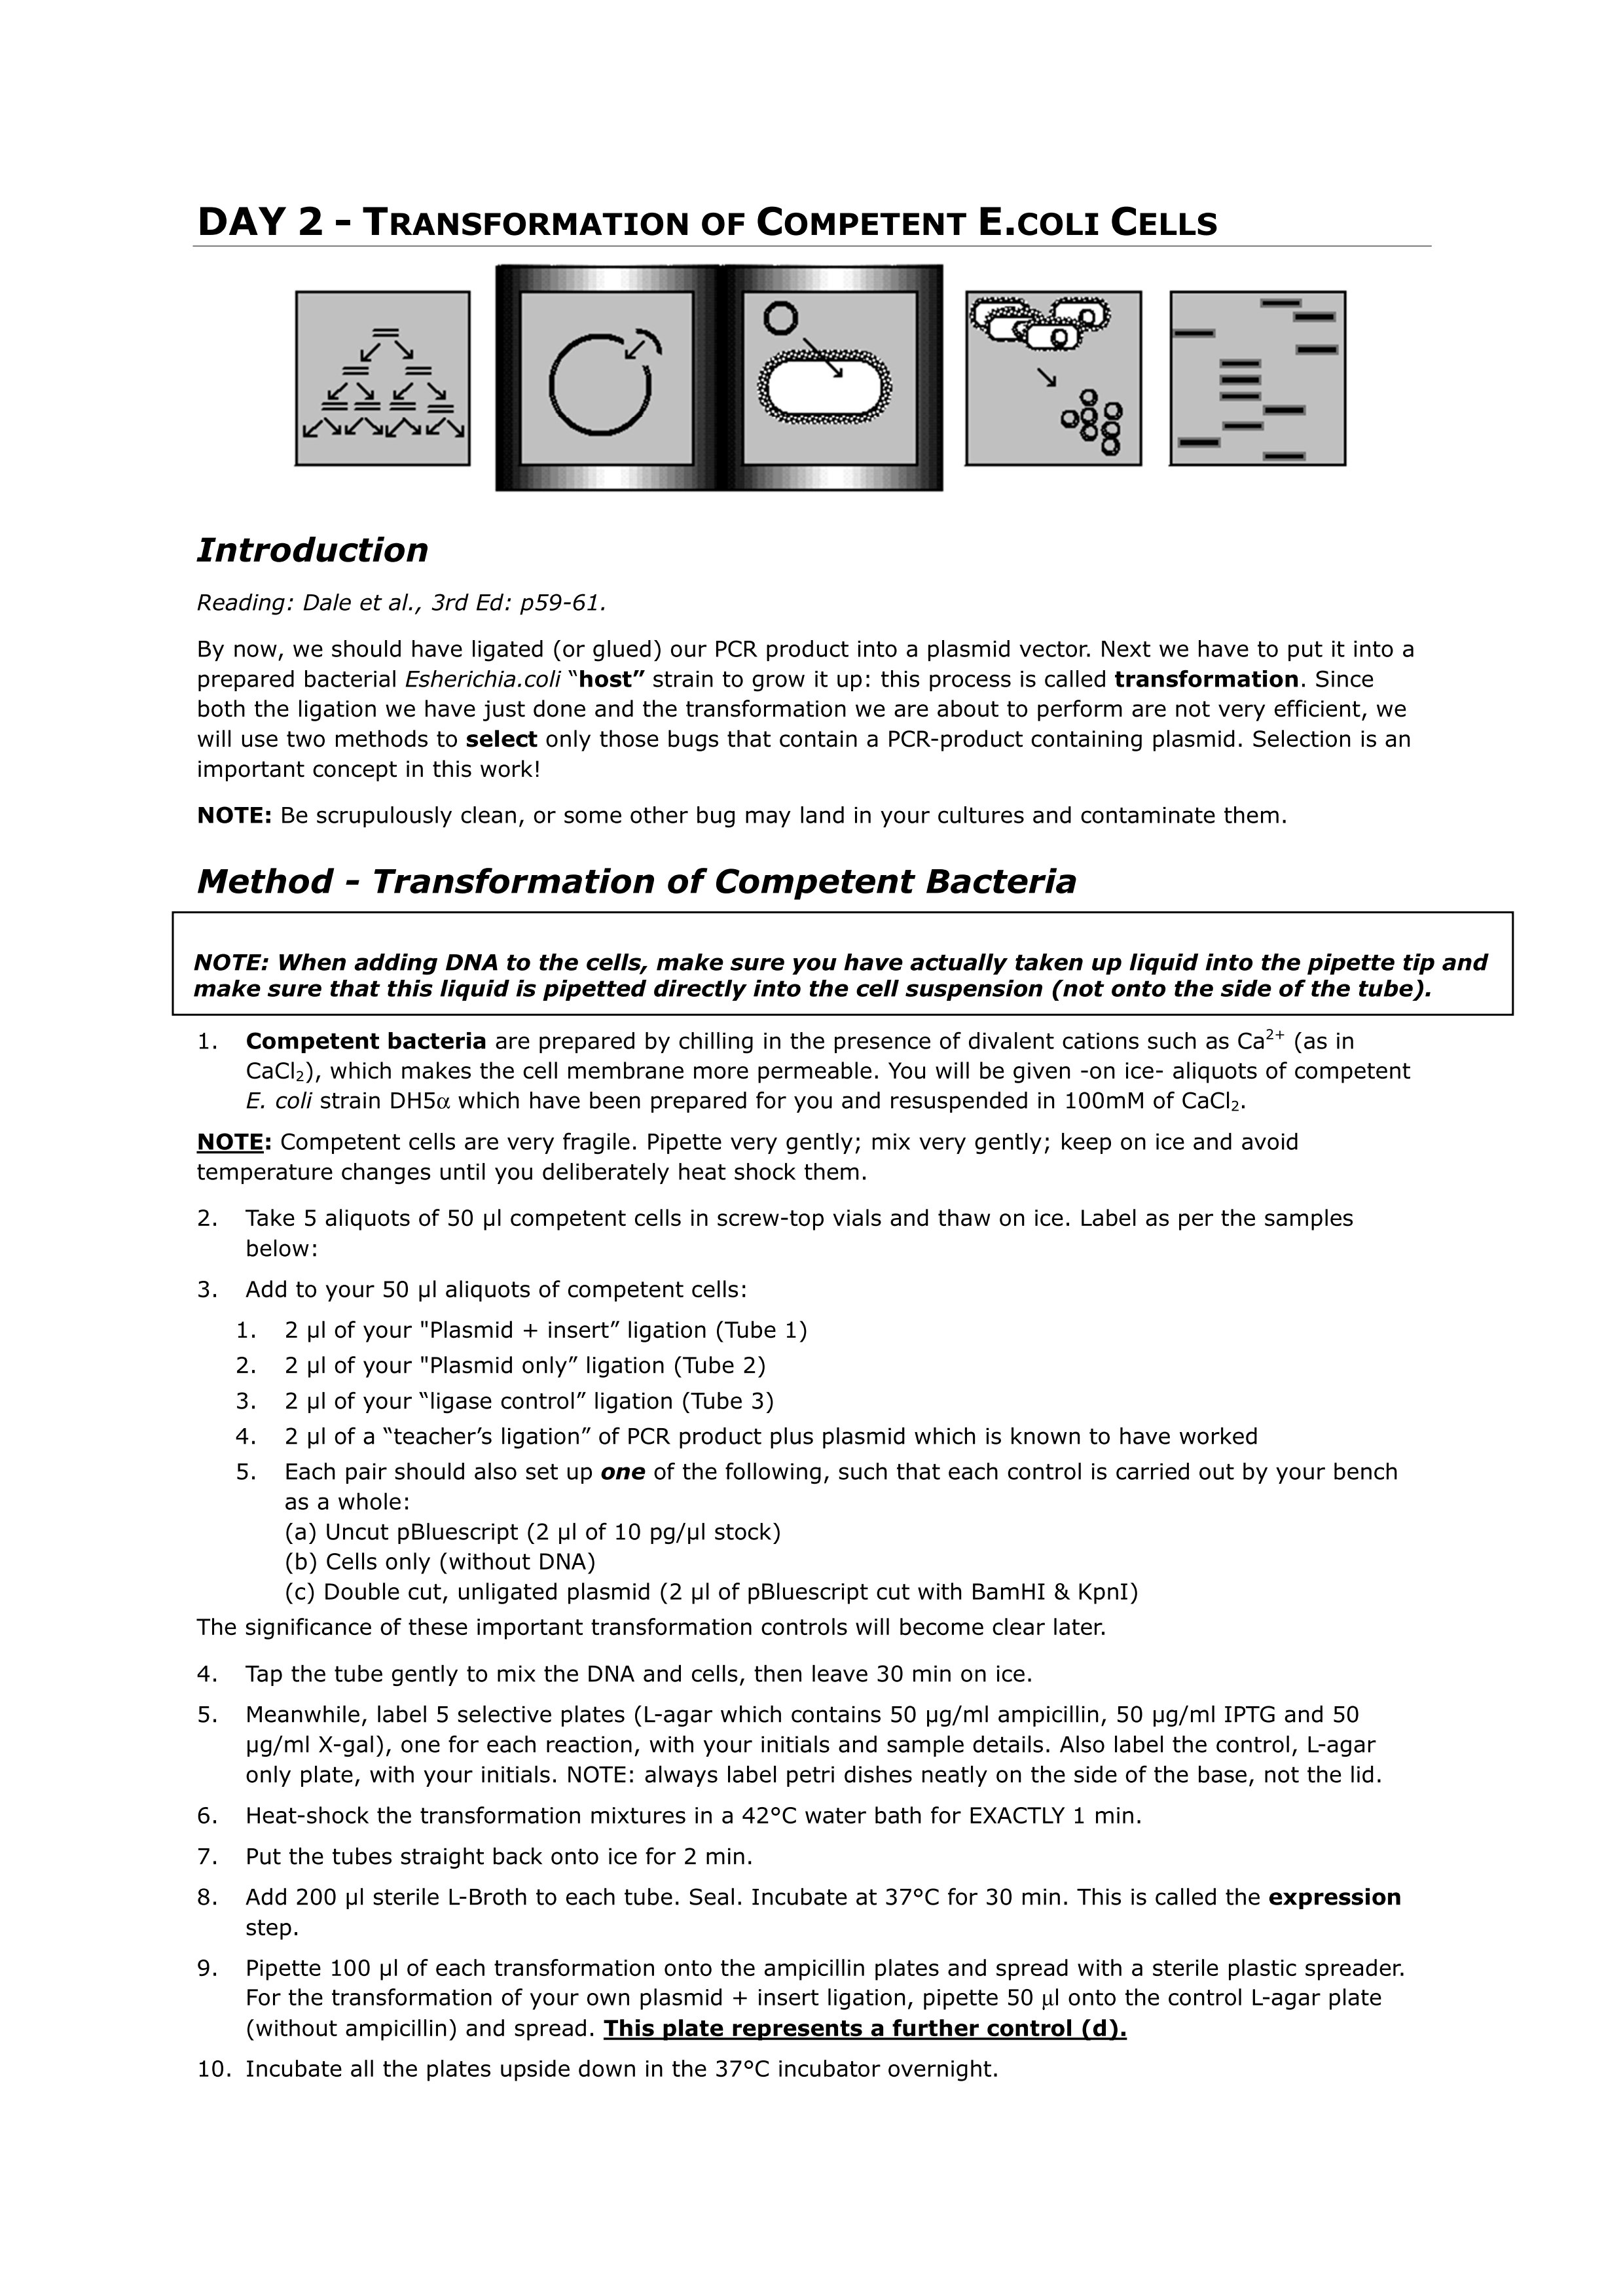 DAY 2 – TRANSFORMATION OF COMPETENT E.COLI CELLS
Introduction
Reading: Dale et al., 3rd Ed: p59-61.
By now, we should have ligated (or glued) our PCR product into a plasmid vector. Next we have to put it into a
prepared bacterial Esherichia.coli “host” strain to grow it up: this process is called transformation. Since
both the ligation we have just done and the transformation we are about to perform are not very efficient, we
will use two methods to select only those bugs that contain a PCR-product containing plasmid. Selection is an
important concept in this work!
NOTE: Be scrupulously clean, or some other bug may land in your cultures and contaminate them.
Method – Transformation of Competent Bacteria
NOTE: When adding DNA to the cells, make sure you have actually taken up liquid into the pipette tip and
make sure that this liquid is pipetted directly into the cell suspension (not onto the side of the tube).
1. Competent bacteria are prepared by chilling in the presence of divalent cations such as Ca²⁺ (as in
CaCl₂), which makes the cell membrane more permeable. You will be given -on ice- aliquots of competent
E. coli strain DH5α which have been prepared for you and resuspended in 100mM of CaCl₂.
NOTE: Competent cells are very fragile. Pipette very gently; mix very gently; keep on ice and avoid
temperature changes until you deliberately heat shock them.
2. Take 5 aliquots of 50 µl competent cells in screw-top vials and thaw on ice. Label as per the samples
below:
3. Add to your 50 µl aliquots of competent cells:
1. 2 µl of your "Plasmid + insert” ligation (Tube 1)
2. 2 µl of your "Plasmid only” ligation (Tube 2)
3. 2 µl of your “ligase control” ligation (Tube 3)
4. 2 µl of a “teacher’s ligation” of PCR product plus plasmid which is known to have worked
5. Each pair should also set up one of the following, such that each control is carried out by your bench
as a whole:
(a) Uncut pBluescript (2 µl of 10 pg/µl stock)
(b) Cells only (without DNA)
(c) Double cut, unligated plasmid (2 µl of pBluescript cut with BamHI & KpnI)
The significance of these important transformation controls will become clear later.
4. Tap the tube gently to mix the DNA and cells, then leave 30 min on ice.
5. Meanwhile, label 5 selective plates (L-agar which contains 50 µg/ml ampicillin, 50 µg/ml IPTG and 50
µg/ml X-gal), one for each reaction, with your initials and sample details. Also label the control, L-agar
only plate, with your initials. NOTE: always label petri dishes neatly on the side of the base, not the lid.
6. Heat-shock the transformation mixtures in a 42°C water bath for EXACTLY 1 min.
7. Put the tubes straight back onto ice for 2 min.
8. Add 200 µl sterile L-Broth to each tube. Seal. Incubate at 37°C for 30 min. This is called the expression
step.
9. Pipette 100 µl of each transformation onto the ampicillin plates and spread with a sterile plastic spreader.
For the transformation of your own plasmid + insert ligation, pipette 50 µl onto the control L-agar plate
(without ampicillin) and spread. This plate represents a further control (d).
10. Incubate all the plates upside down in the 37°C incubator overnight.